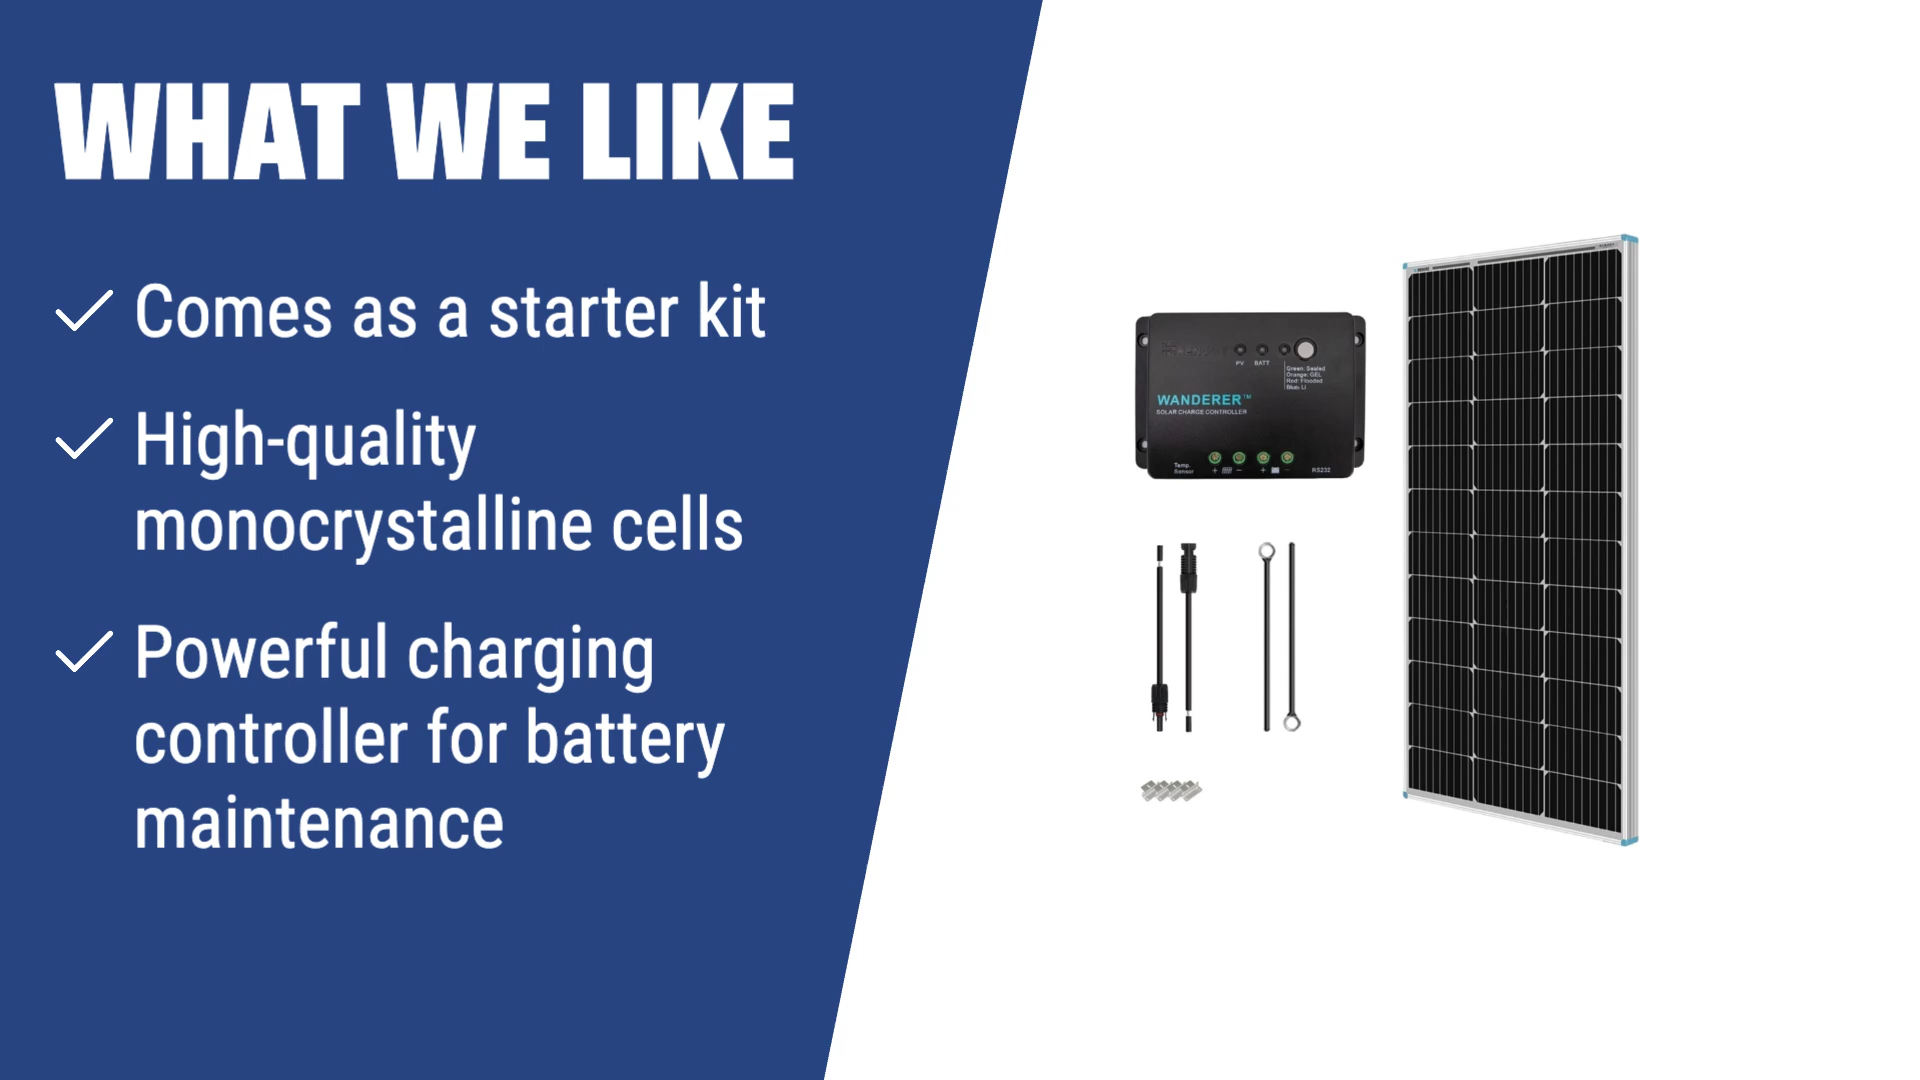 WHAT WE LIKE
Comes as a starter kit
High-quality
monocrystalline cells
Powerful charging
controller for battery
maintenance
PV BATT
Green: Sealed
Orange: GEL
Red: Flooded
Blue: Li
WANDERER™
SOLAR CHARGE CONTROLLER
Temp.
Sensor
+ − + −
RS232